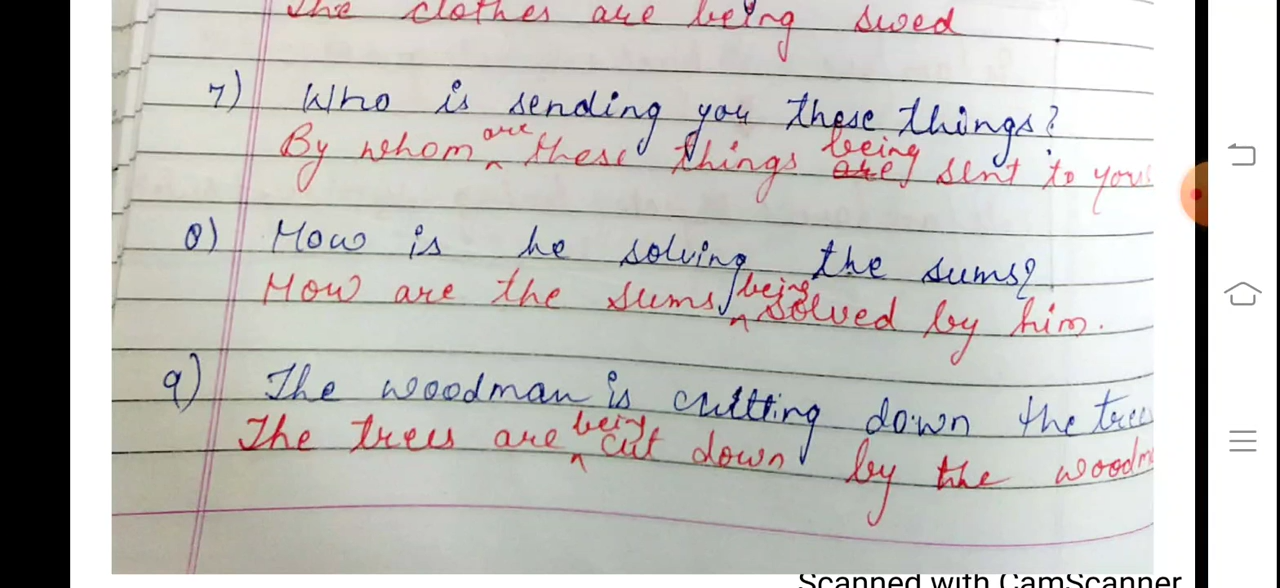 The clothes are being swed
7) Who is sending you these things?
By whom are these things being are sent to you
8) How is he solving the sums?
How are the sums being solved by him.
9) The woodman is cutting down the trees
The trees are being cut down by the woodm
Scanned with CamScanner